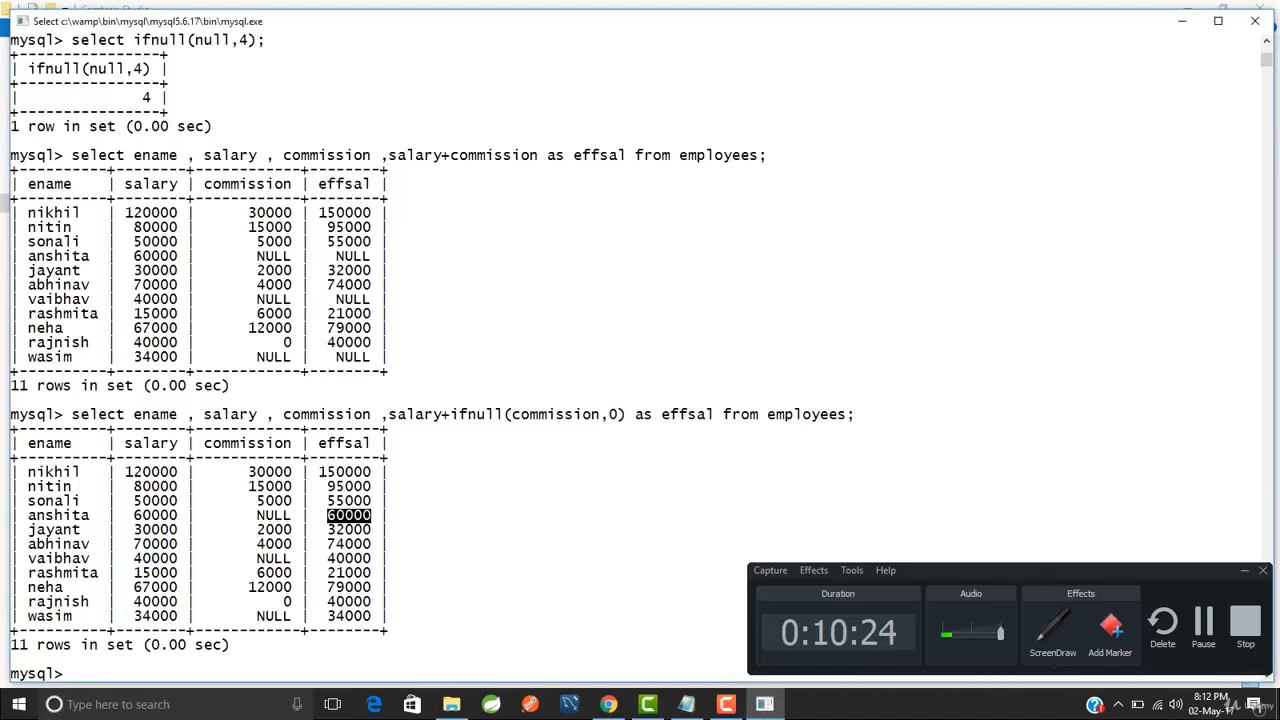 Select c:\wamp\bin\mysql\mysql5.6.17\bin\mysql.exe
mysql> select ifnull(null,4);
+----------------+
| ifnull(null,4) |
+----------------+
|              4 |
+----------------+
1 row in set (0.00 sec)
mysql> select ename , salary , commission ,salary+commission as effsal from employees;
+----------+--------+------------+--------+
| ename    | salary | commission | effsal |
+----------+--------+------------+--------+
| nikhil   | 120000 |      30000 | 150000 |
| nitin    |  80000 |      15000 |  95000 |
| sonali   |  50000 |       5000 |  55000 |
| anshita  |  60000 |       NULL |   NULL |
| jayant   |  30000 |       2000 |  32000 |
| abhinav  |  70000 |       4000 |  74000 |
| vaibhav  |  40000 |       NULL |   NULL |
| rashmita |  15000 |       6000 |  21000 |
| neha     |  67000 |      12000 |  79000 |
| rajnish  |  40000 |          0 |  40000 |
| wasim    |  34000 |       NULL |   NULL |
+----------+--------+------------+--------+
11 rows in set (0.00 sec)
mysql> select ename , salary , commission ,salary+ifnull(commission,0) as effsal from employees;
+----------+--------+------------+--------+
| ename    | salary | commission | effsal |
+----------+--------+------------+--------+
| nikhil   | 120000 |      30000 | 150000 |
| nitin    |  80000 |      15000 |  95000 |
| sonali   |  50000 |       5000 |  55000 |
| anshita  |  60000 |       NULL |  60000 |
| jayant   |  30000 |       2000 |  32000 |
| abhinav  |  70000 |       4000 |  74000 |
| vaibhav  |  40000 |       NULL |  40000 |
| rashmita |  15000 |       6000 |  21000 |
| neha     |  67000 |      12000 |  79000 |
| rajnish  |  40000 |          0 |  40000 |
| wasim    |  34000 |       NULL |  34000 |
+----------+--------+------------+--------+
11 rows in set (0.00 sec)
mysql>
Capture Effects Tools Help
Duration Audio Effects
0:10:24
ScreenDraw Add Marker Delete Pause Stop
Type here to search
8:12 PM
02-May-17